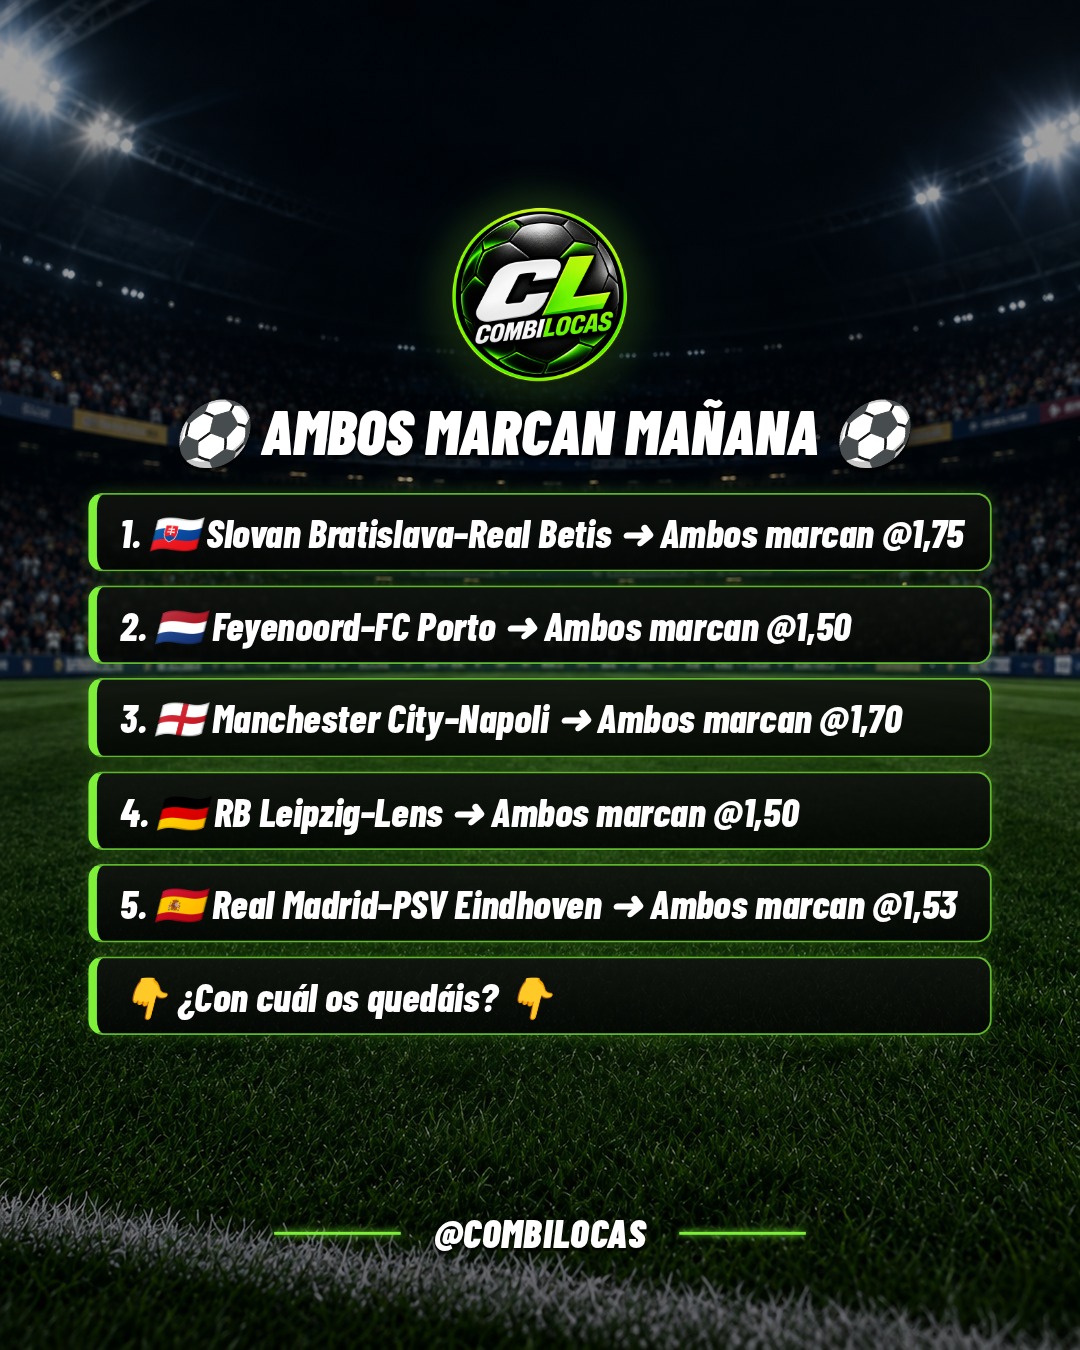 CL
COMBILOCAS
⚽ AMBOS MARCAN MAÑANA ⚽
1. 🇸🇰 Slovan Bratislava-Real Betis ➜ Ambos marcan @1,75
2. 🇳🇱 Feyenoord-FC Porto ➜ Ambos marcan @1,50
3. 🏴󠁧󠁢󠁥󠁮󠁧󠁿 Manchester City-Napoli ➜ Ambos marcan @1,70
4. 🇩🇪 RB Leipzig-Lens ➜ Ambos marcan @1,50
5. 🇪🇸 Real Madrid-PSV Eindhoven ➜ Ambos marcan @1,53
👇 ¿Con cuál os quedáis? 👇
@COMBILOCAS